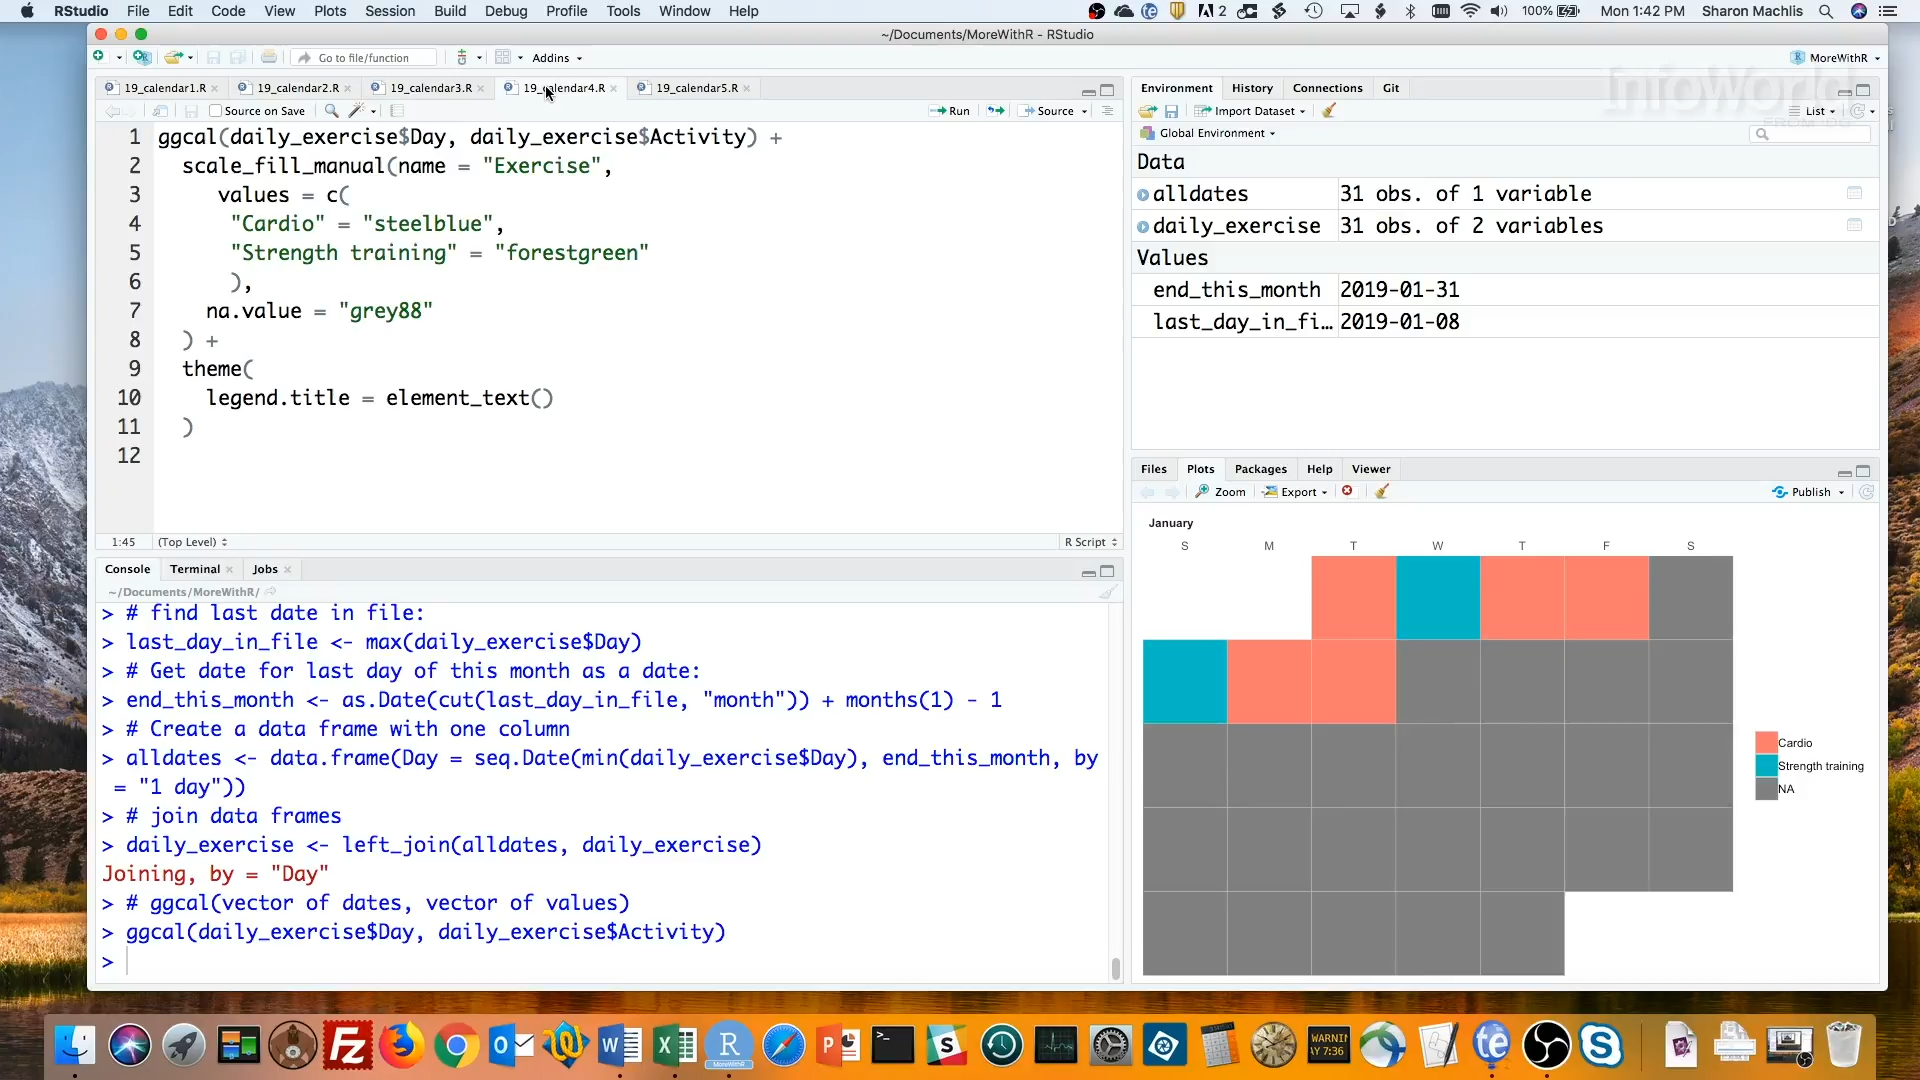 RStudio File Edit Code View Plots Session Build Debug Profile Tools Window Help
2 100% Mon 1:42 PM Sharon Machlis
~/Documents/MoreWithR - RStudio
Go to file/function Addins MoreWithR
InfoWorld
FROM IDG
19_calendar1.R 19_calendar2.R 19_calendar3.R 19_calendar4.R 19_calendar5.R
Source on Save Run Source
1 ggcal(daily_exercise$Day, daily_exercise$Activity) +
2 scale_fill_manual(name = "Exercise",
3 values = c(
4 "Cardio" = "steelblue",
5 "Strength training" = "forestgreen"
6 ),
7 na.value = "grey88"
8 ) +
9 theme(
10 legend.title = element_text()
11 )
12
1:45 (Top Level) R Script
Console Terminal Jobs
~/Documents/MoreWithR/
> # find last date in file:
> last_day_in_file <- max(daily_exercise$Day)
> # Get date for last day of this month as a date:
> end_this_month <- as.Date(cut(last_day_in_file, "month")) + months(1) - 1
> # Create a data frame with one column
> alldates <- data.frame(Day = seq.Date(min(daily_exercise$Day), end_this_month, by
= "1 day"))
> # join data frames
> daily_exercise <- left_join(alldates, daily_exercise)
Joining, by = "Day"
> # ggcal(vector of dates, vector of values)
> ggcal(daily_exercise$Day, daily_exercise$Activity)
>
Environment History Connections Git
Import Dataset List
Global Environment
Data
alldates 31 obs. of 1 variable
daily_exercise 31 obs. of 2 variables
Values
end_this_month 2019-01-31
last_day_in_fi… 2019-01-08
Files Plots Packages Help Viewer
Zoom Export Publish
January
S M T W T F S
Cardio
Strength training
NA
WARNIN
AY 7:36